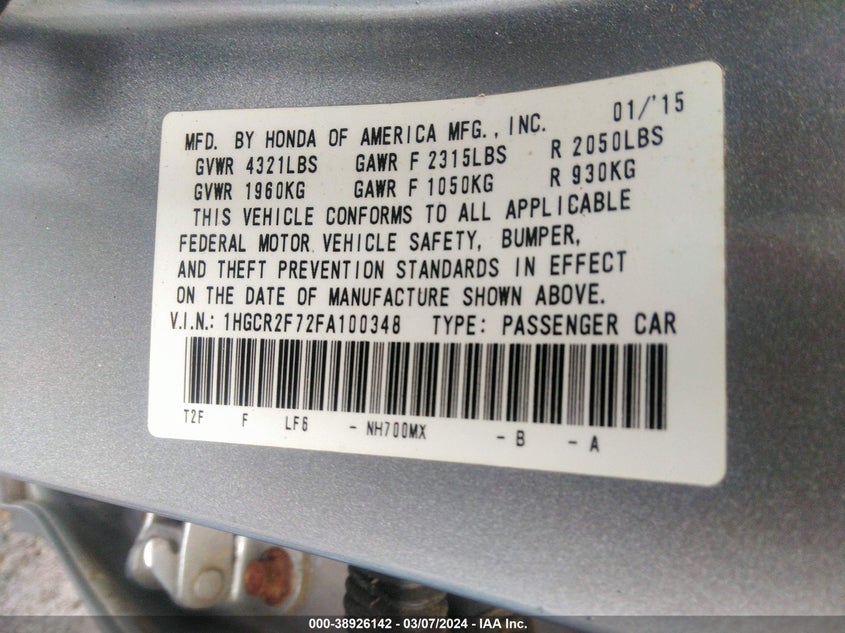 01/'15
MFD. BY HONDA OF AMERICA MFG., INC.
GVWR 4321LBS GAWR F 2315LBS R 2050LBS
GVWR 1960KG GAWR F 1050KG R 930KG
THIS VEHICLE CONFORMS TO ALL APPLICABLE
FEDERAL MOTOR VEHICLE SAFETY, BUMPER,
AND THEFT PREVENTION STANDARDS IN EFFECT
ON THE DATE OF MANUFACTURE SHOWN ABOVE.
V.I.N.: 1HGCR2F72FA100348 TYPE: PASSENGER CAR
T2F F LF6 - NH700MX - B - A
000-38926142 — 03/07/2024 — IAA Inc.